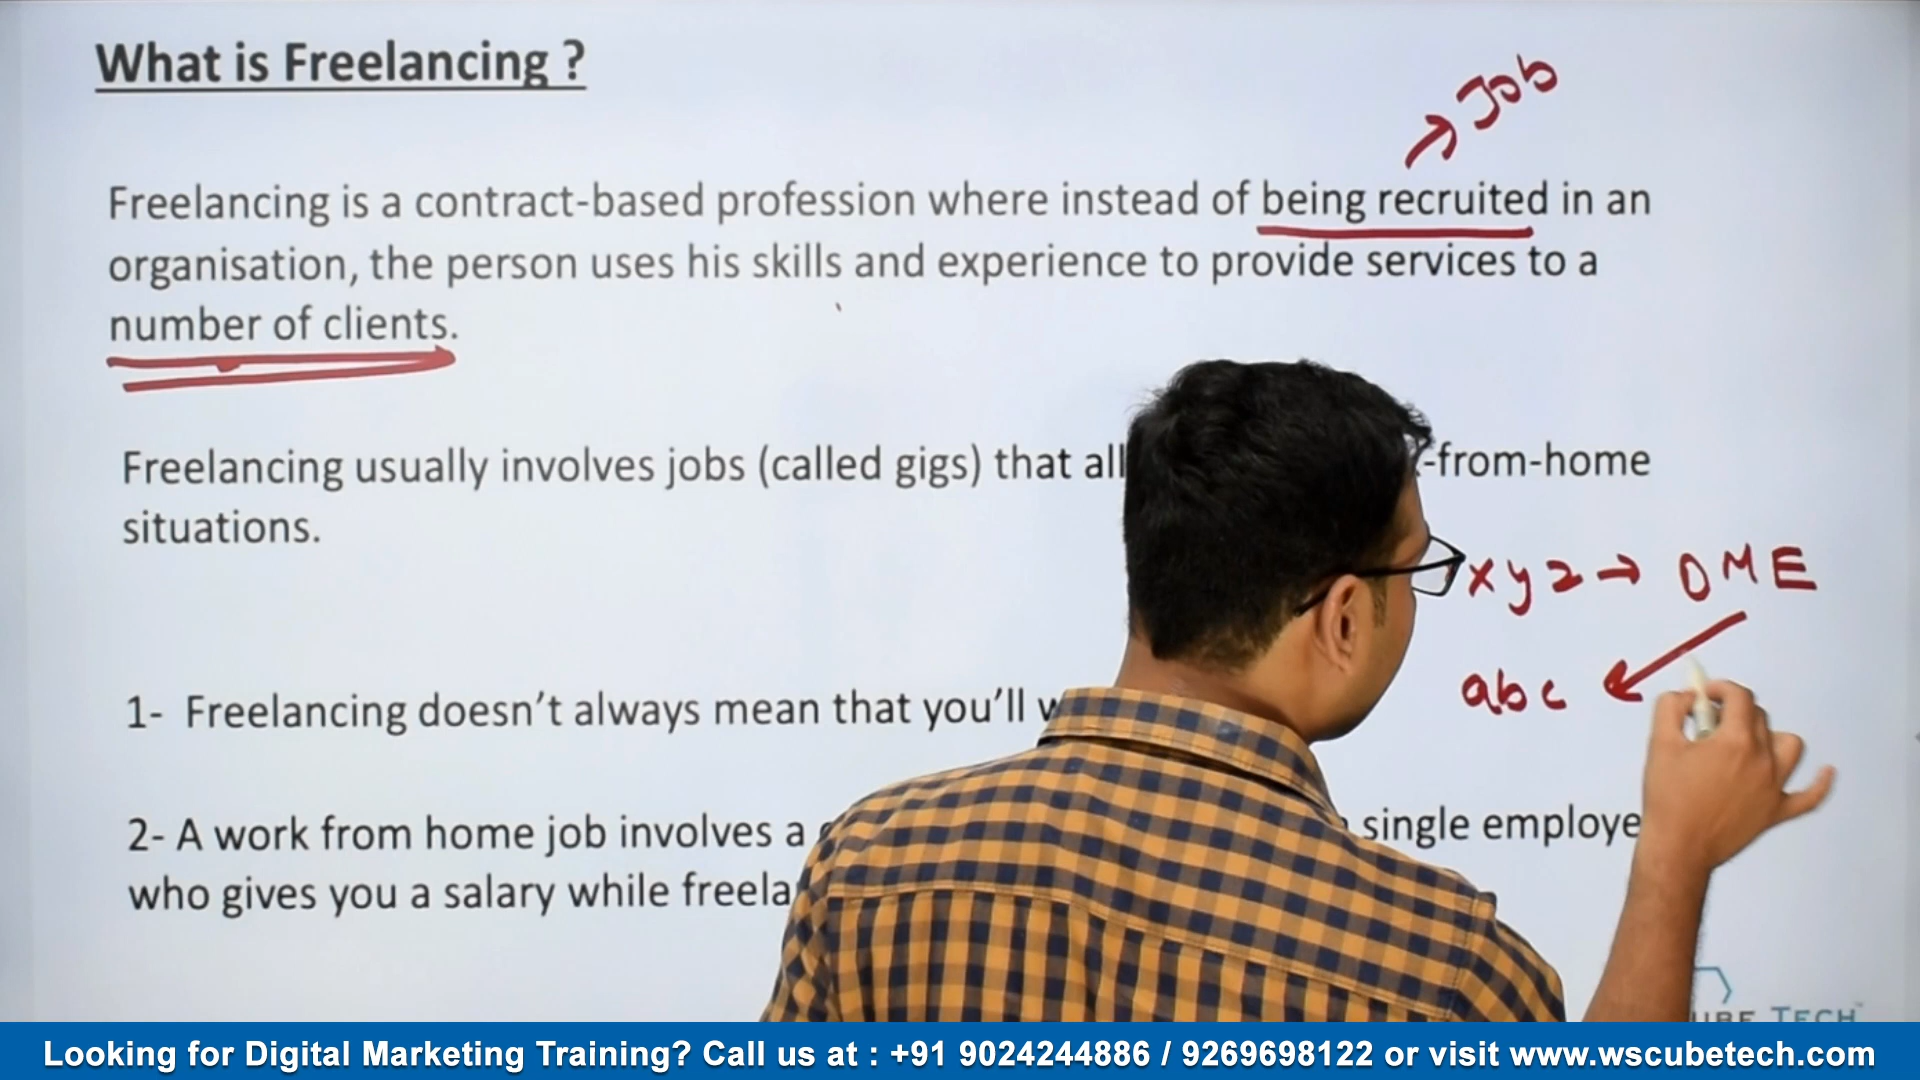 What is Freelancing ?
Job
Freelancing is a contract-based profession where instead of being recruited in an
organisation, the person uses his skills and experience to provide services to a
number of clients.
Freelancing usually involves jobs (called gigs) that -from-home
situations.
xyz → DME
abc
1- Freelancing doesn't always mean that you'll
2- A work from home job involves a single
who gives you a salary while
TECH
Looking for Digital Marketing Training? Call us at : +91 9024244886 / 9269698122 or visit www.wscubetech.com